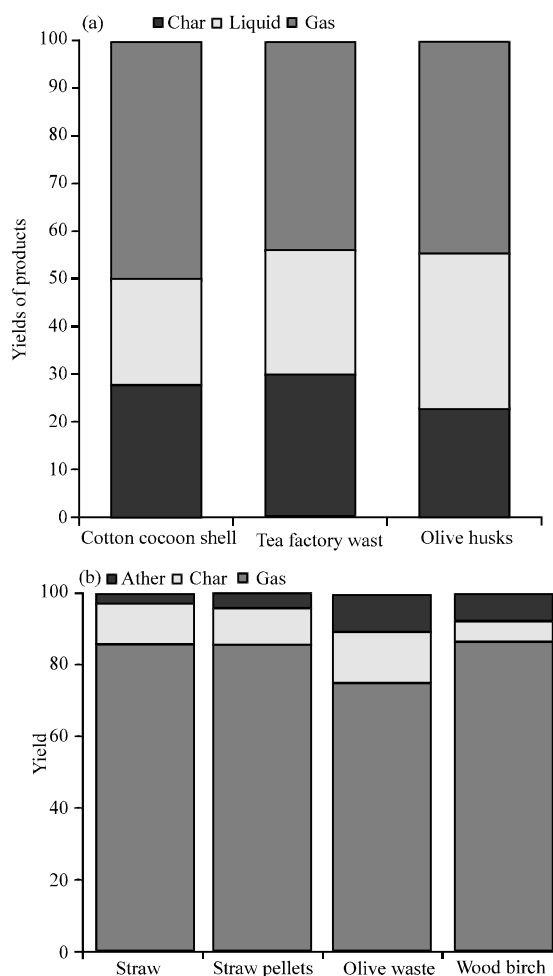 (a)
Char Liquid Gas
100
90
80
70
60
50
40
30
20
10
0
Yields of products
Cotton cocoon shell Tea factory wast Olive husks
(b) Ather Char Gas
100
80
60
40
20
0
Yield
Straw Straw pellets Olive waste Wood birch